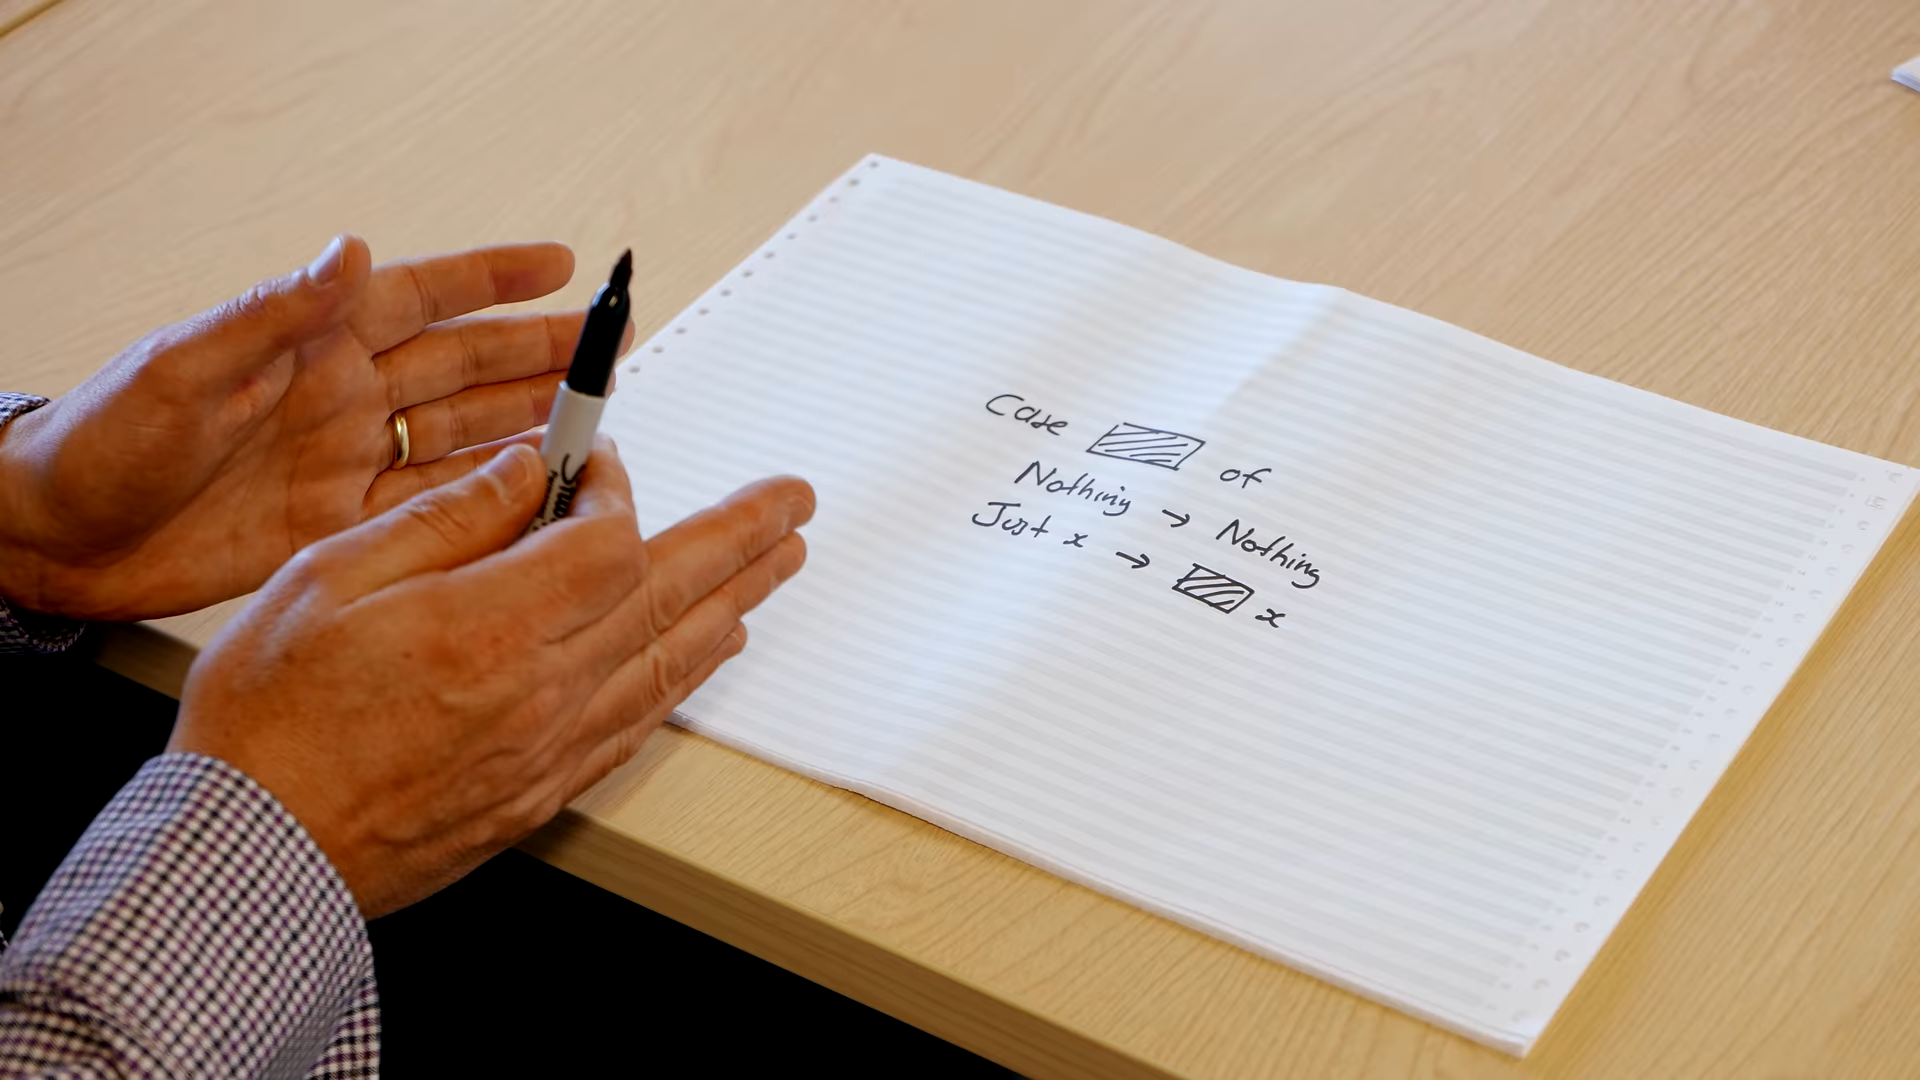 Case of
Nothing → Nothing
Just x → x